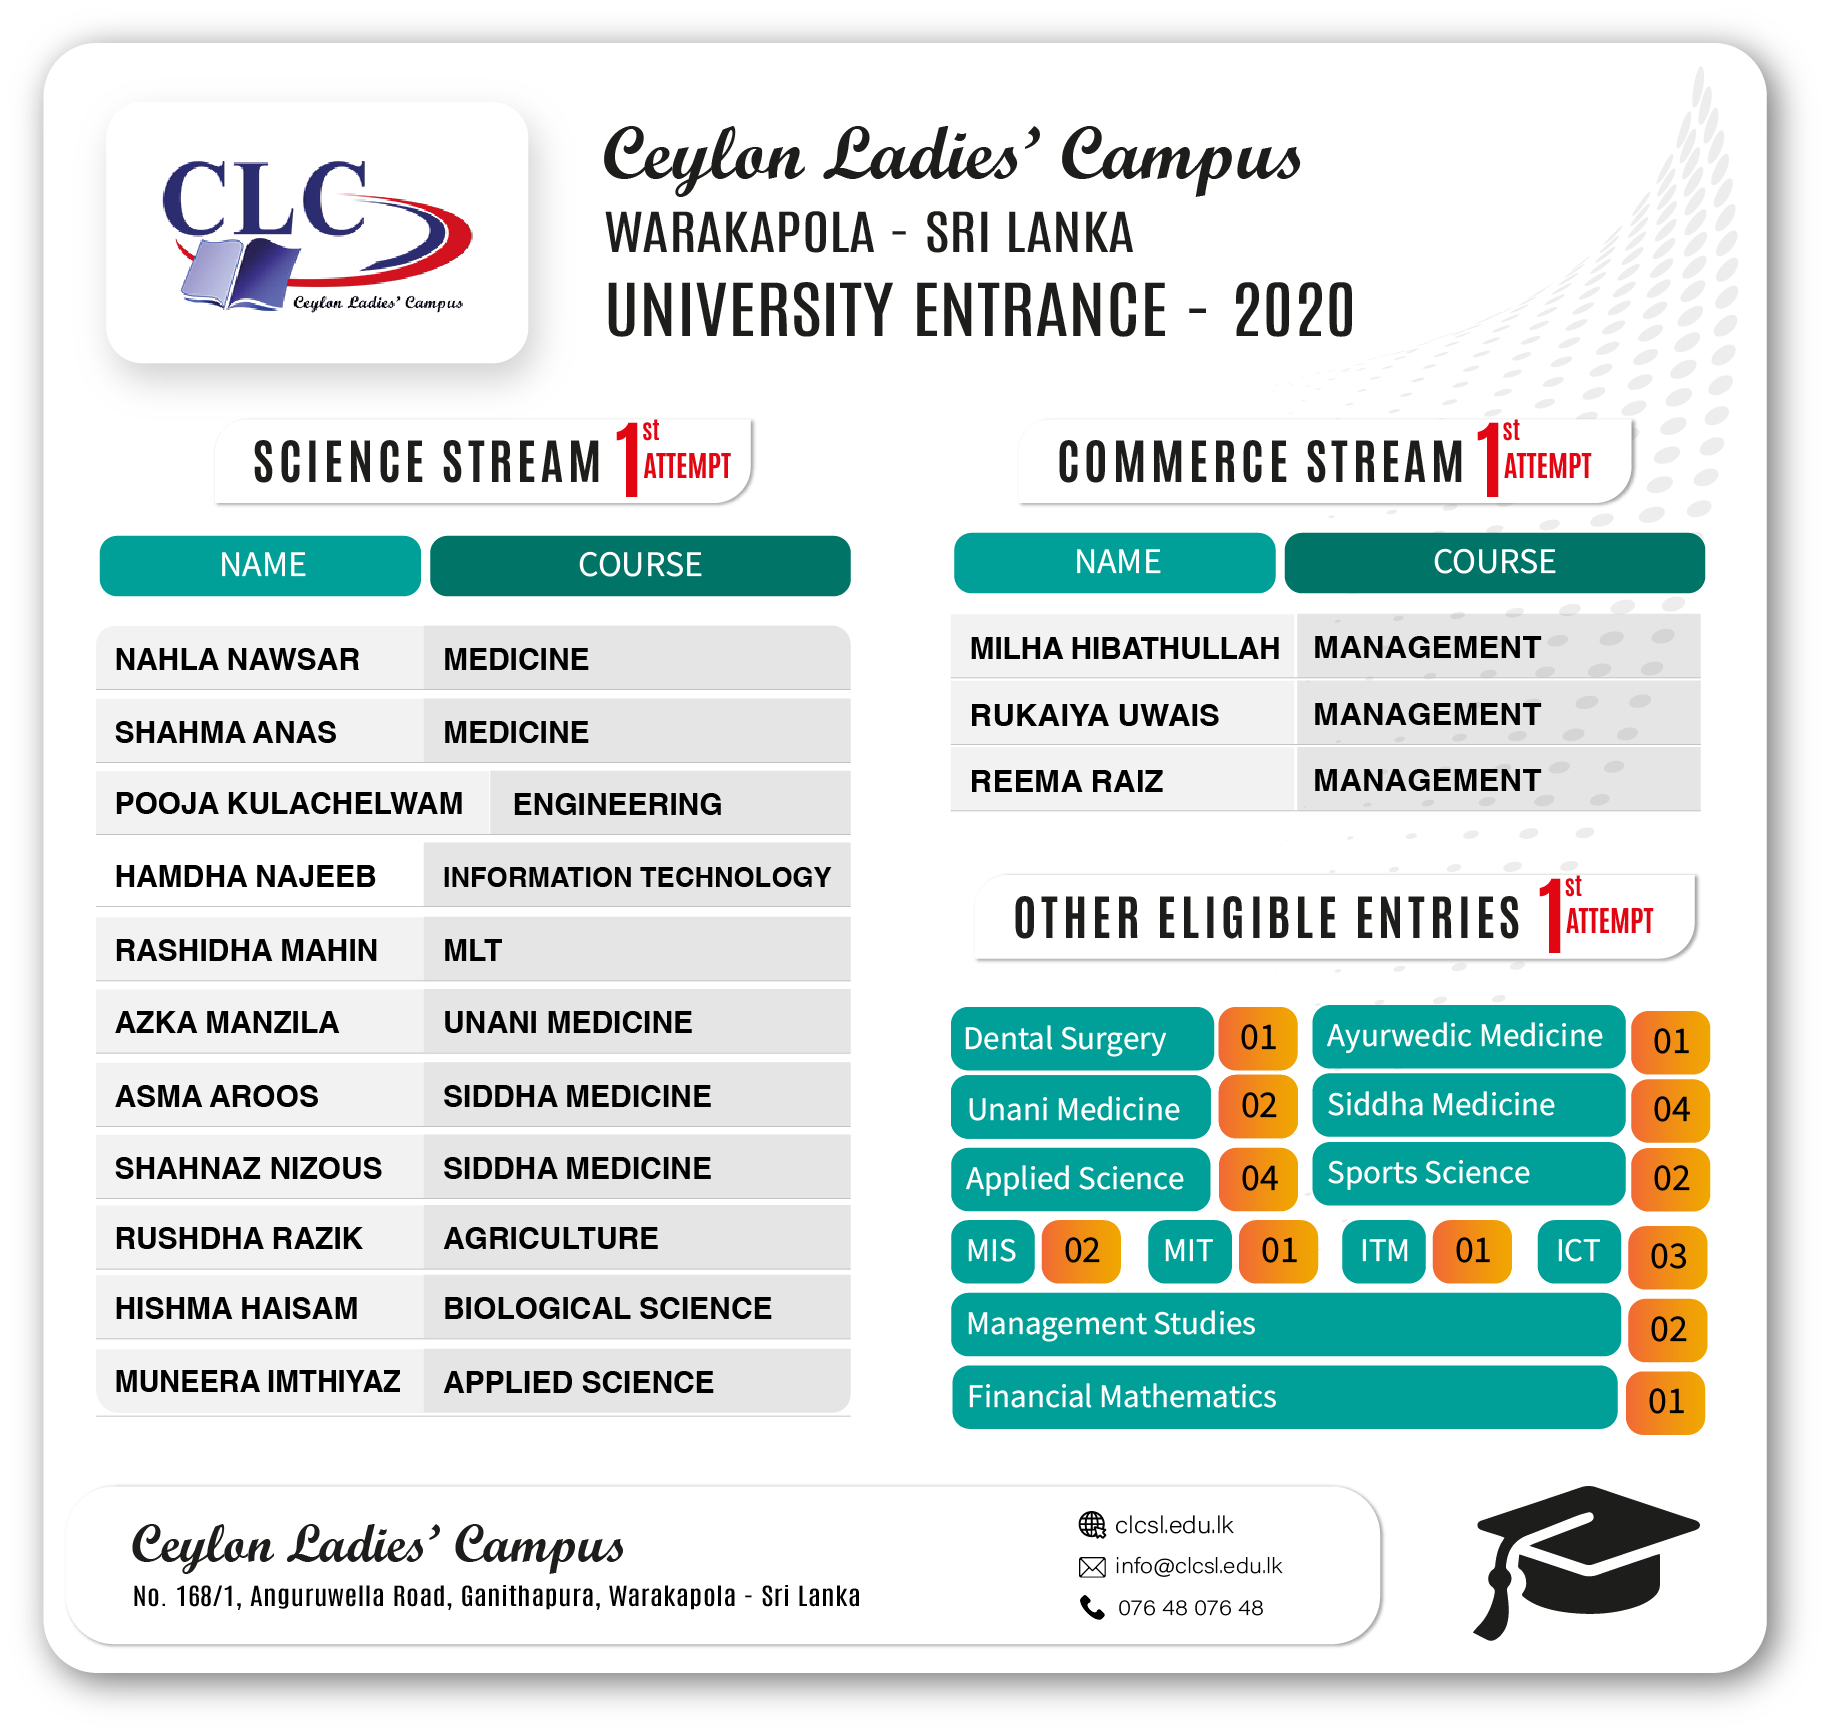 CLC
Ceylon Ladies' Campus
Ceylon Ladies' Campus
WARAKAPOLA - SRI LANKA
UNIVERSITY ENTRANCE - 2020
SCIENCE STREAM 1st ATTEMPT
NAME COURSE
NAHLA NAWSAR MEDICINE
SHAHMA ANAS MEDICINE
POOJA KULACHELWAM ENGINEERING
HAMDHA NAJEEB INFORMATION TECHNOLOGY
RASHIDHA MAHIN MLT
AZKA MANZILA UNANI MEDICINE
ASMA AROOS SIDDHA MEDICINE
SHAHNAZ NIZOUS SIDDHA MEDICINE
RUSHDHA RAZIK AGRICULTURE
HISHMA HAISAM BIOLOGICAL SCIENCE
MUNEERA IMTHIYAZ APPLIED SCIENCE
COMMERCE STREAM 1st ATTEMPT
NAME COURSE
MILHA HIBATHULLAH MANAGEMENT
RUKAIYA UWAIS MANAGEMENT
REEMA RAIZ MANAGEMENT
OTHER ELIGIBLE ENTRIES 1st ATTEMPT
Dental Surgery 01 Ayurwedic Medicine 01
Unani Medicine 02 Siddha Medicine 04
Applied Science 04 Sports Science 02
MIS 02 MIT 01 ITM 01 ICT 03
Management Studies 02
Financial Mathematics 01
Ceylon Ladies' Campus
No. 168/1, Anguruwella Road, Ganithapura, Warakapola - Sri Lanka
clcsl.edu.lk
info@clcsl.edu.lk
076 48 076 48